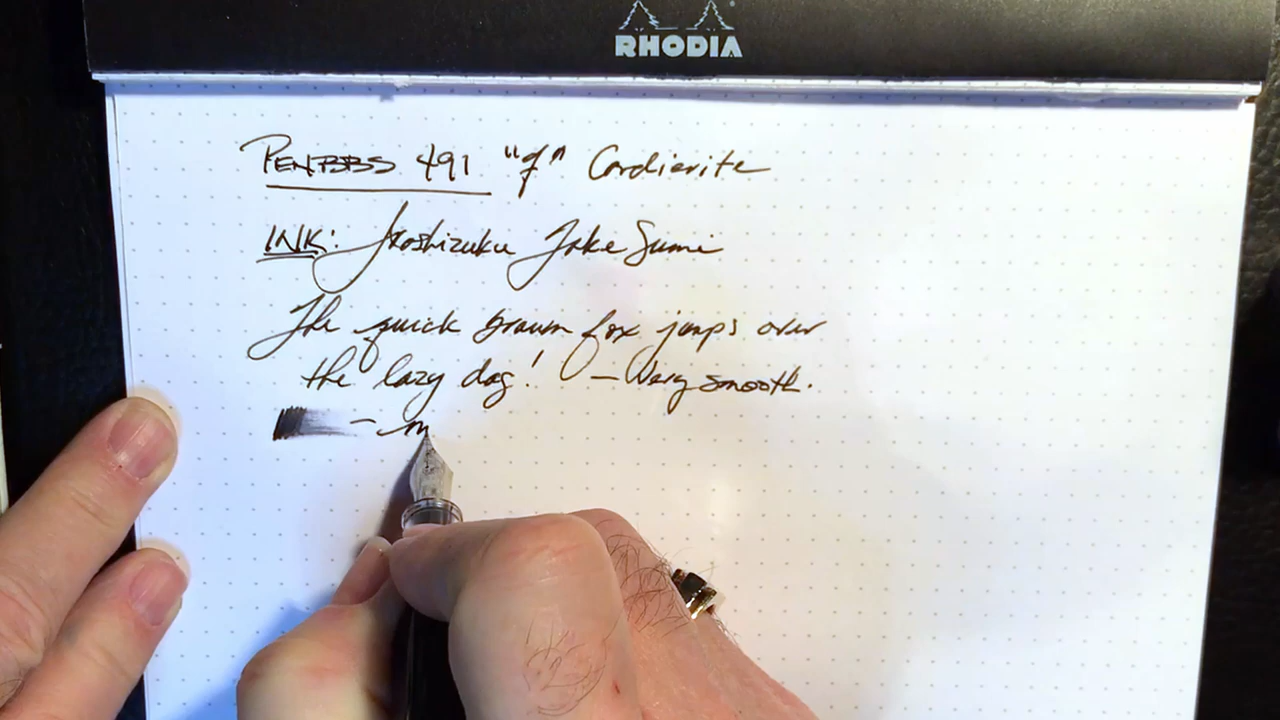 RHODIA
PENBBS 491 "f" Cordierite
INK: Iroshizuku Take Sumi
The quick brown fox jumps over
the lazy dog! - Very smooth.